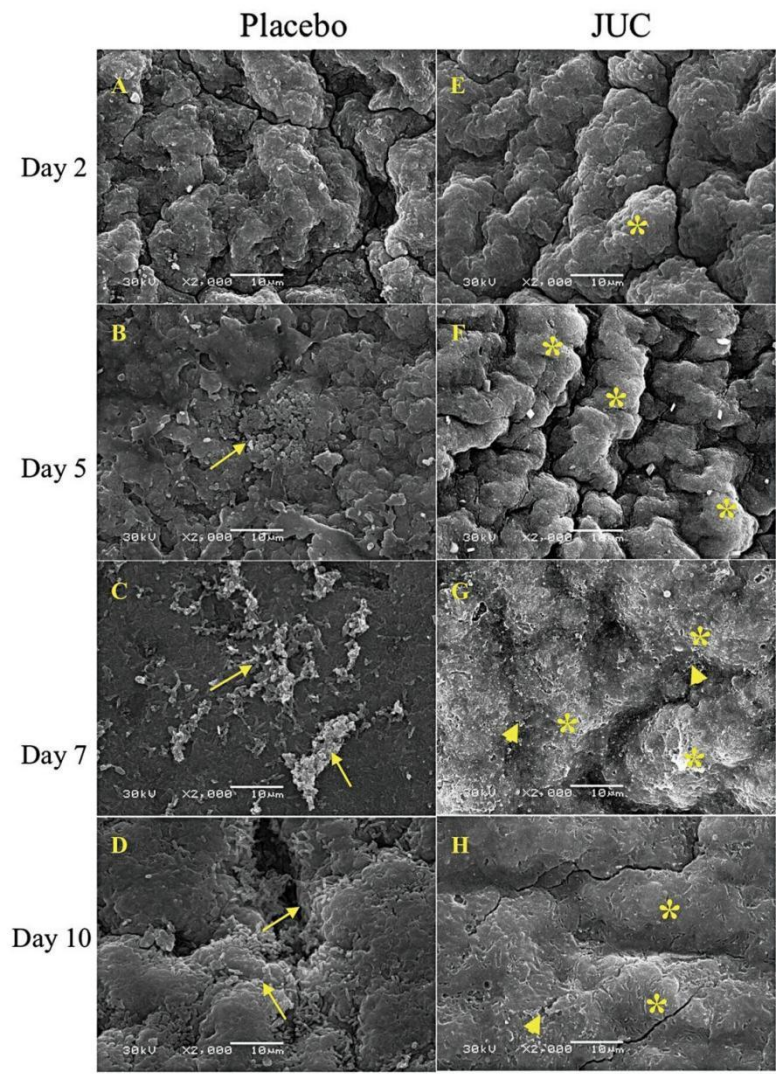 Placebo JUC
Day 2
A
30kV X2,000 10µm
E
30kV X2,000 10µm
*
Day 5
B
30kV X2,000 10µm
F
30kV X2,000 10µm
* * *
Day 7
C
30kV X2,000 10µm
G
30kV X2,000 10µm
* * *
Day 10
D
30kV X2,000 10µm
H
30kV X2,000 10µm
* *